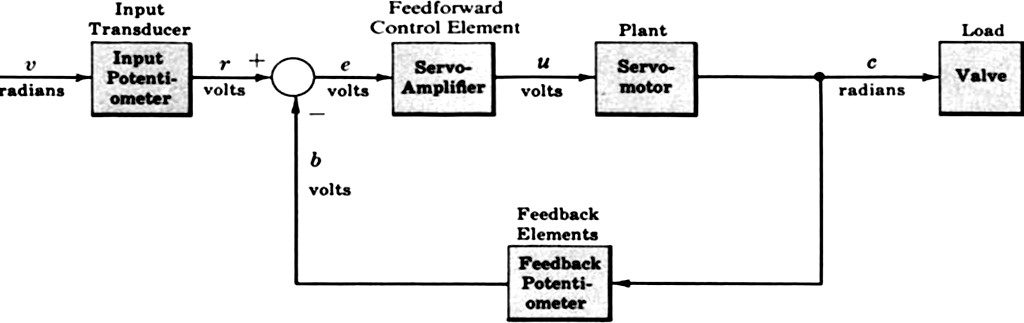 Input
Transducer
Feedforward
Control Element
Plant
Load
v
radians
Input
Potenti-
ometer
r
volts
+
−
e
volts
Servo-
Amplifier
u
volts
Servo-
motor
c
radians
Valve
b
volts
Feedback
Elements
Feedback
Potenti-
ometer